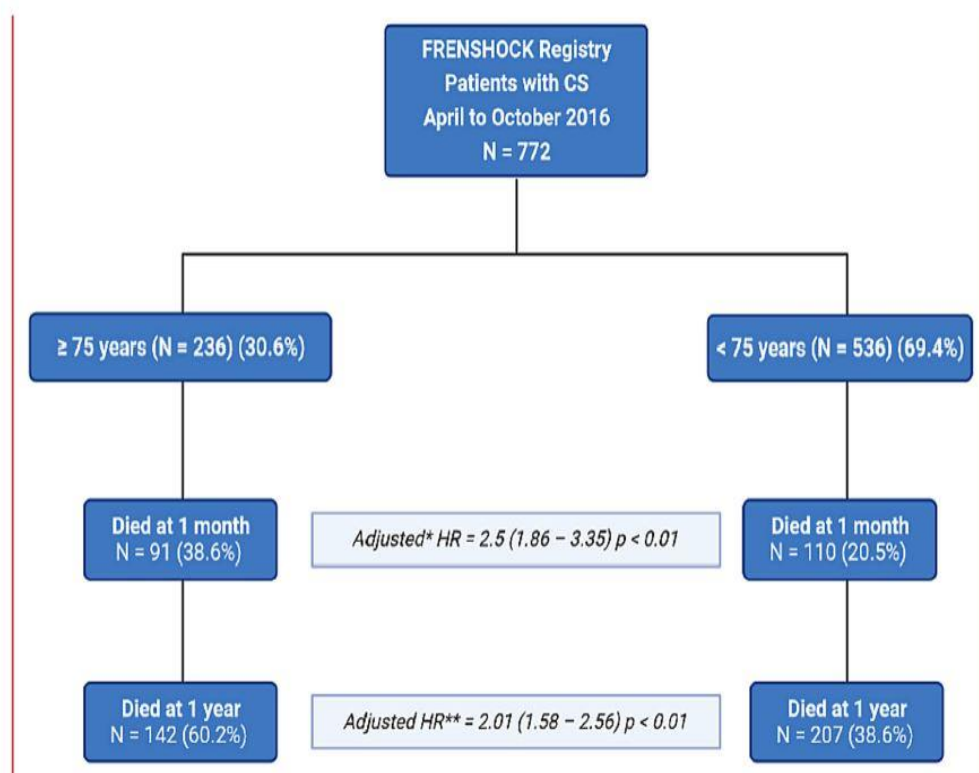 FRENSHOCK Registry
Patients with CS
April to October 2016
N = 772
≥ 75 years (N = 236) (30.6%)
< 75 years (N = 536) (69.4%)
Died at 1 month
N = 91 (38.6%)
Adjusted* HR = 2.5 (1.86 – 3.35) p < 0.01
Died at 1 month
N = 110 (20.5%)
Died at 1 year
N = 142 (60.2%)
Adjusted HR** = 2.01 (1.58 – 2.56) p < 0.01
Died at 1 year
N = 207 (38.6%)